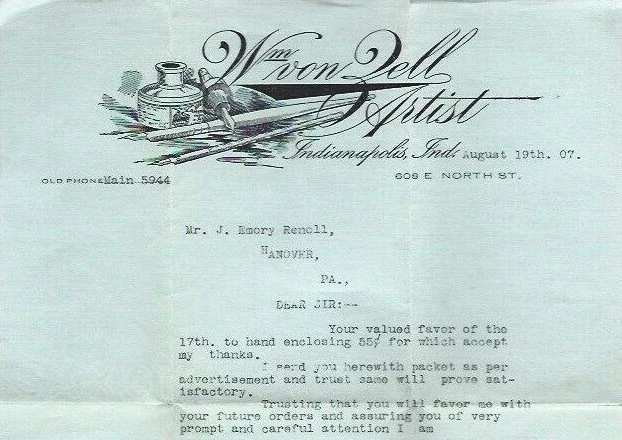 Wm von Zell
Artist
Indianapolis, Ind. August 19th. 07.
OLD PHONE Main 5944
608 E. NORTH ST.
Mr. J. Emory Renoll,
HANOVER,
PA.,
DEAR SIR:--
Your valued favor of the
17th. to hand enclosing 55¢ for which accept
my thanks.
I send you herewith packet as per
advertisement and trust same will prove sat-
isfactory.
Trusting that you will favor me with
your future orders and assuring you of very
prompt and careful attention I am